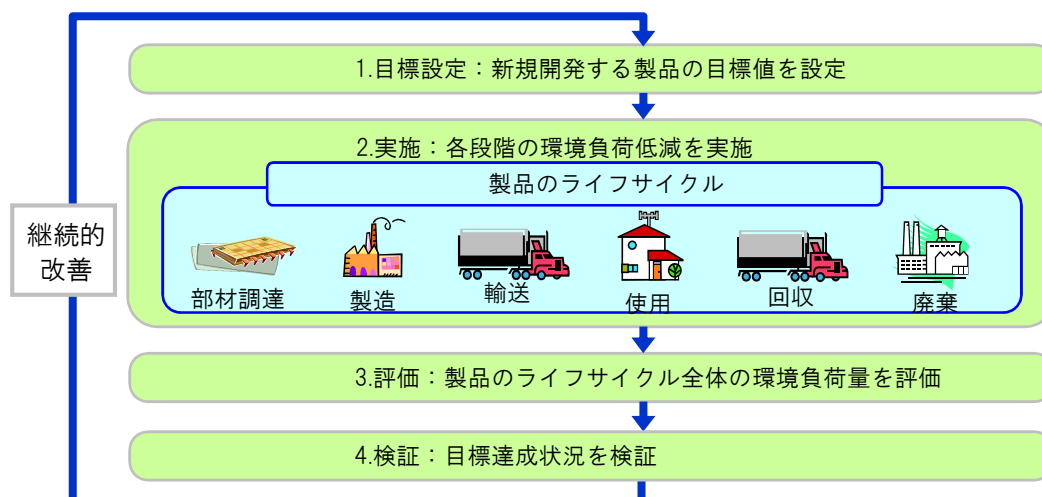 1.目標設定：新規開発する製品の目標値を設定
2.実施：各段階の環境負荷低減を実施
製品のライフサイクル
継続的
改善
部材調達
製造
輸送
使用
回収
廃棄
3.評価：製品のライフサイクル全体の環境負荷量を評価
4.検証：目標達成状況を検証